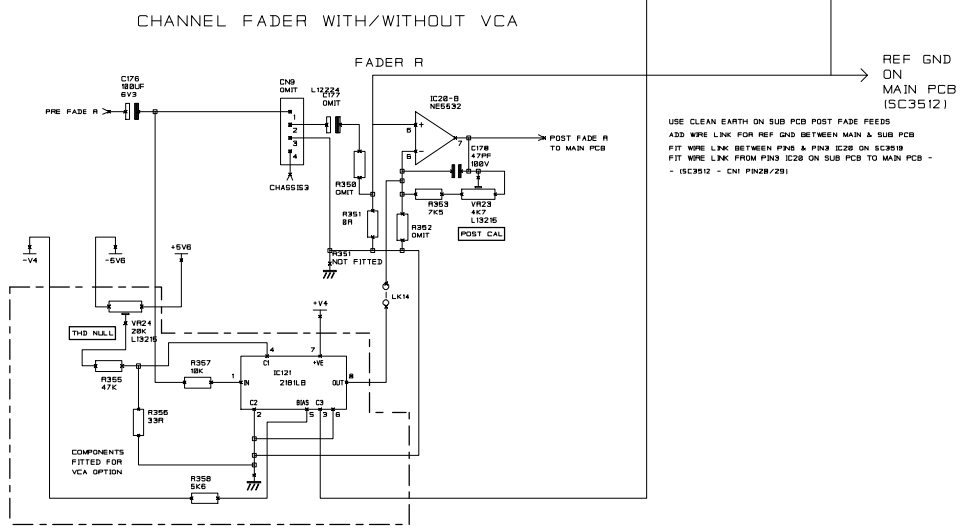 CHANNEL FADER WITH/WITHOUT VCA
FADER R
REF GND
ON
MAIN PCB
(SC3512)
C176
100UF
6V3
CN9
OMIT
L12224
C177
OMIT
IC20-B
NE5532
PRE FADE R
1
2
3
4
5
6
7
+
-
POST FADE R
TO MAIN PCB
USE CLEAN EARTH ON SUB PCB POST FADE FEEDS
ADD WIRE LINK FOR REF GND BETWEEN MAIN & SUB PCB
FIT WIRE LINK BETWEEN PIN5 & PIN3 IC20 ON SC3519
FIT WIRE LINK FROM PIN3 IC20 ON SUB PCB TO MAIN PCB -
- (SC3512 - CN1 PIN28/29)
C178
47PF
100V
CHASSIS3
R350
OMIT
R351
0R
R353
7K5
VR23
4K7
L13215
POST CAL
R352
OMIT
R351
NOT FITTED
-V4
-5V6
+5V6
LK14
+V4
THD NULL
VR24
20K
L13215
R355
47K
R357
10K
4
C1
7
+VE
IC121
2181LB
1
IN
OUT
8
C2
BIAS
C3
2
5
3
6
R356
33R
COMPONENTS
FITTED FOR
VCA OPTION
R358
5K6